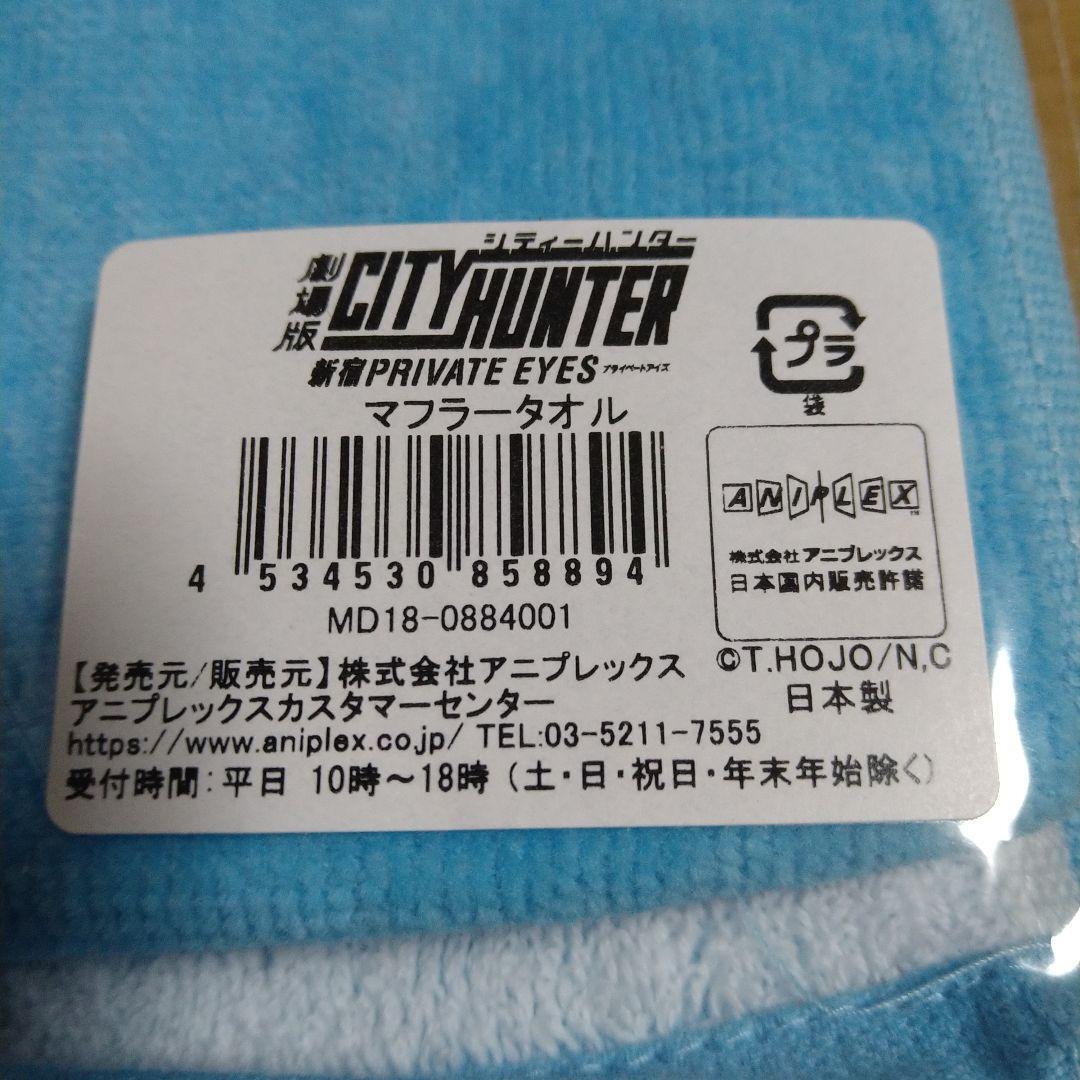 劇場版
シティーハンター
CITY HUNTER
新宿PRIVATE EYES プライベートアイズ
マフラータオル
4 534530 858894
MD18-0884001
プラ
袋
ANIPLEX
株式会社アニプレックス
日本国内販売許諾
©T.HOJO/N,C
日本製
【発売元/販売元】株式会社アニプレックス
アニプレックスカスタマーセンター
https://www.aniplex.co.jp/ TEL:03-5211-7555
受付時間:平日 10時～18時 (土・日・祝日・年末年始除く)